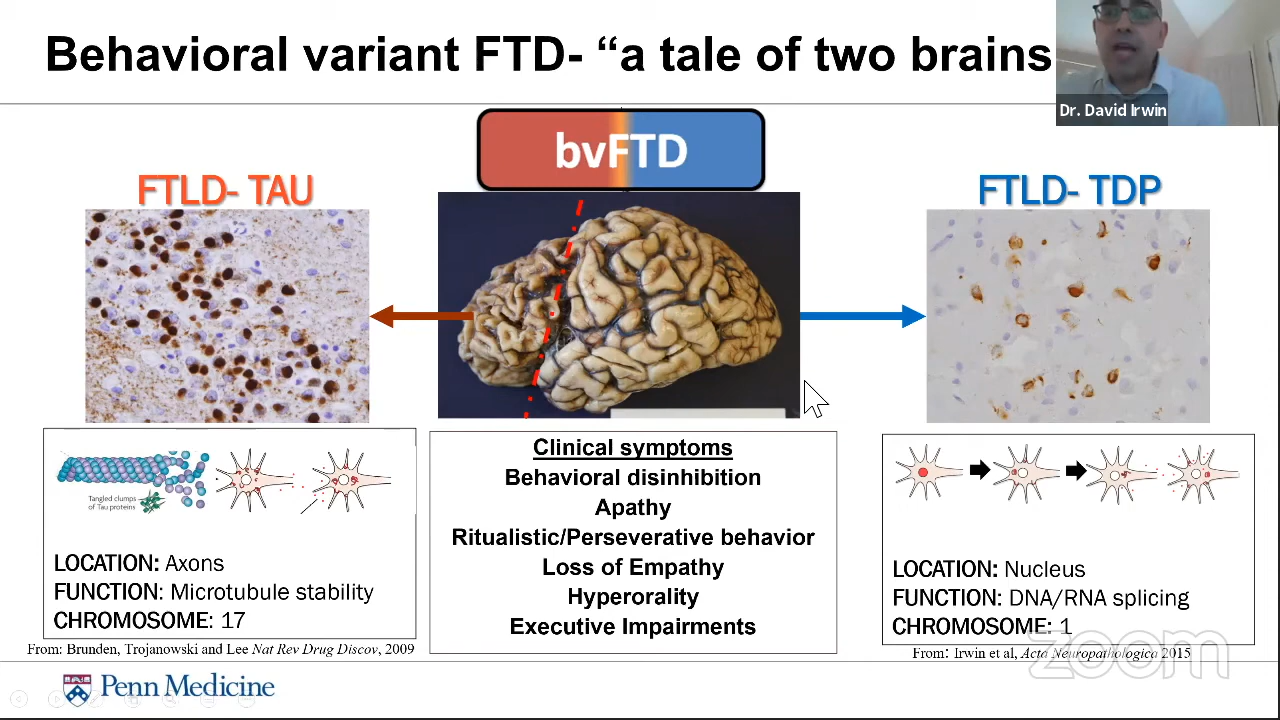 Behavioral variant FTD- “a tale of two brains
Dr. David Irwin
bvFTD
FTLD- TAU
FTLD- TDP
Tangled clumps
of Tau proteins
LOCATION: Axons
FUNCTION: Microtubule stability
CHROMOSOME: 17
From: Brunden, Trojanowski and Lee Nat Rev Drug Discov, 2009
Clinical symptoms
Behavioral disinhibition
Apathy
Ritualistic/Perseverative behavior
Loss of Empathy
Hyperorality
Executive Impairments
LOCATION: Nucleus
FUNCTION: DNA/RNA splicing
CHROMOSOME: 1
From: Irwin et al, Acta Neuropathologica 2015
zoom
Penn Medicine